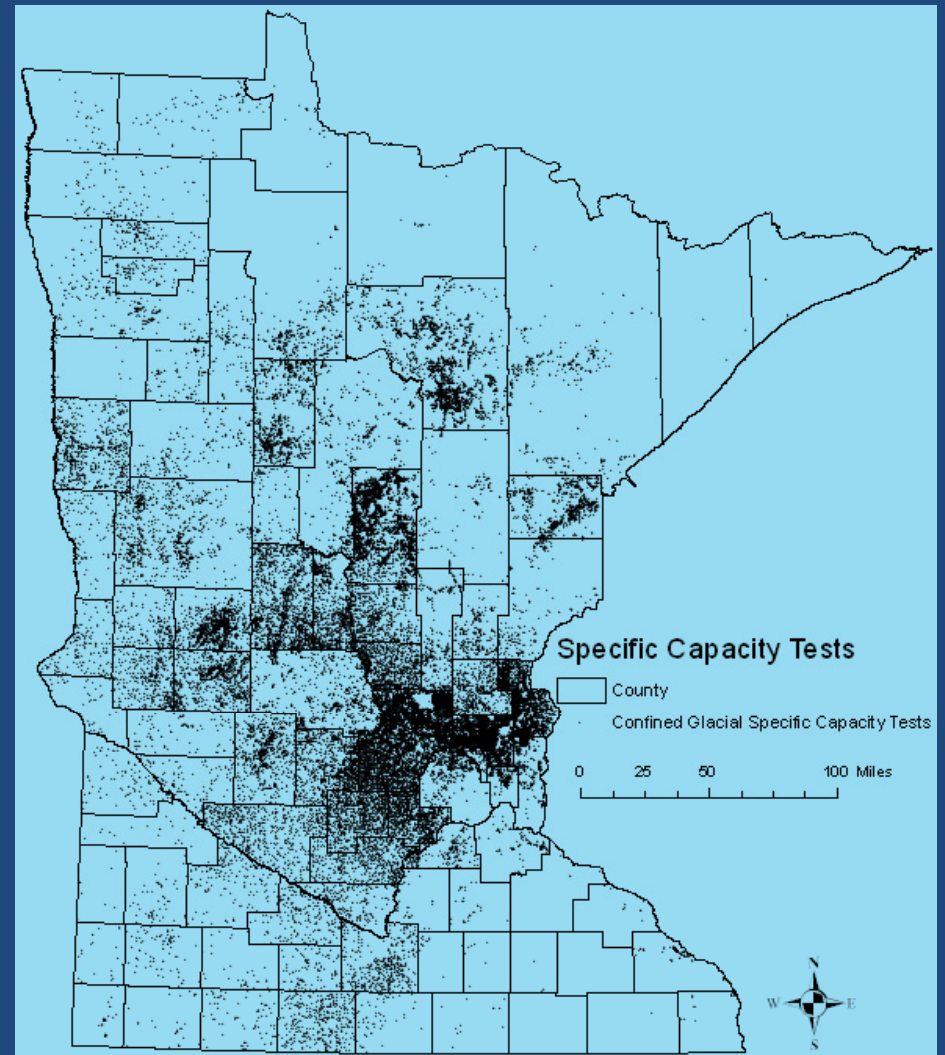 Specific Capacity Tests
County
Confined Glacial Specific Capacity Tests
0 25 50 100 Miles
N
W E
S